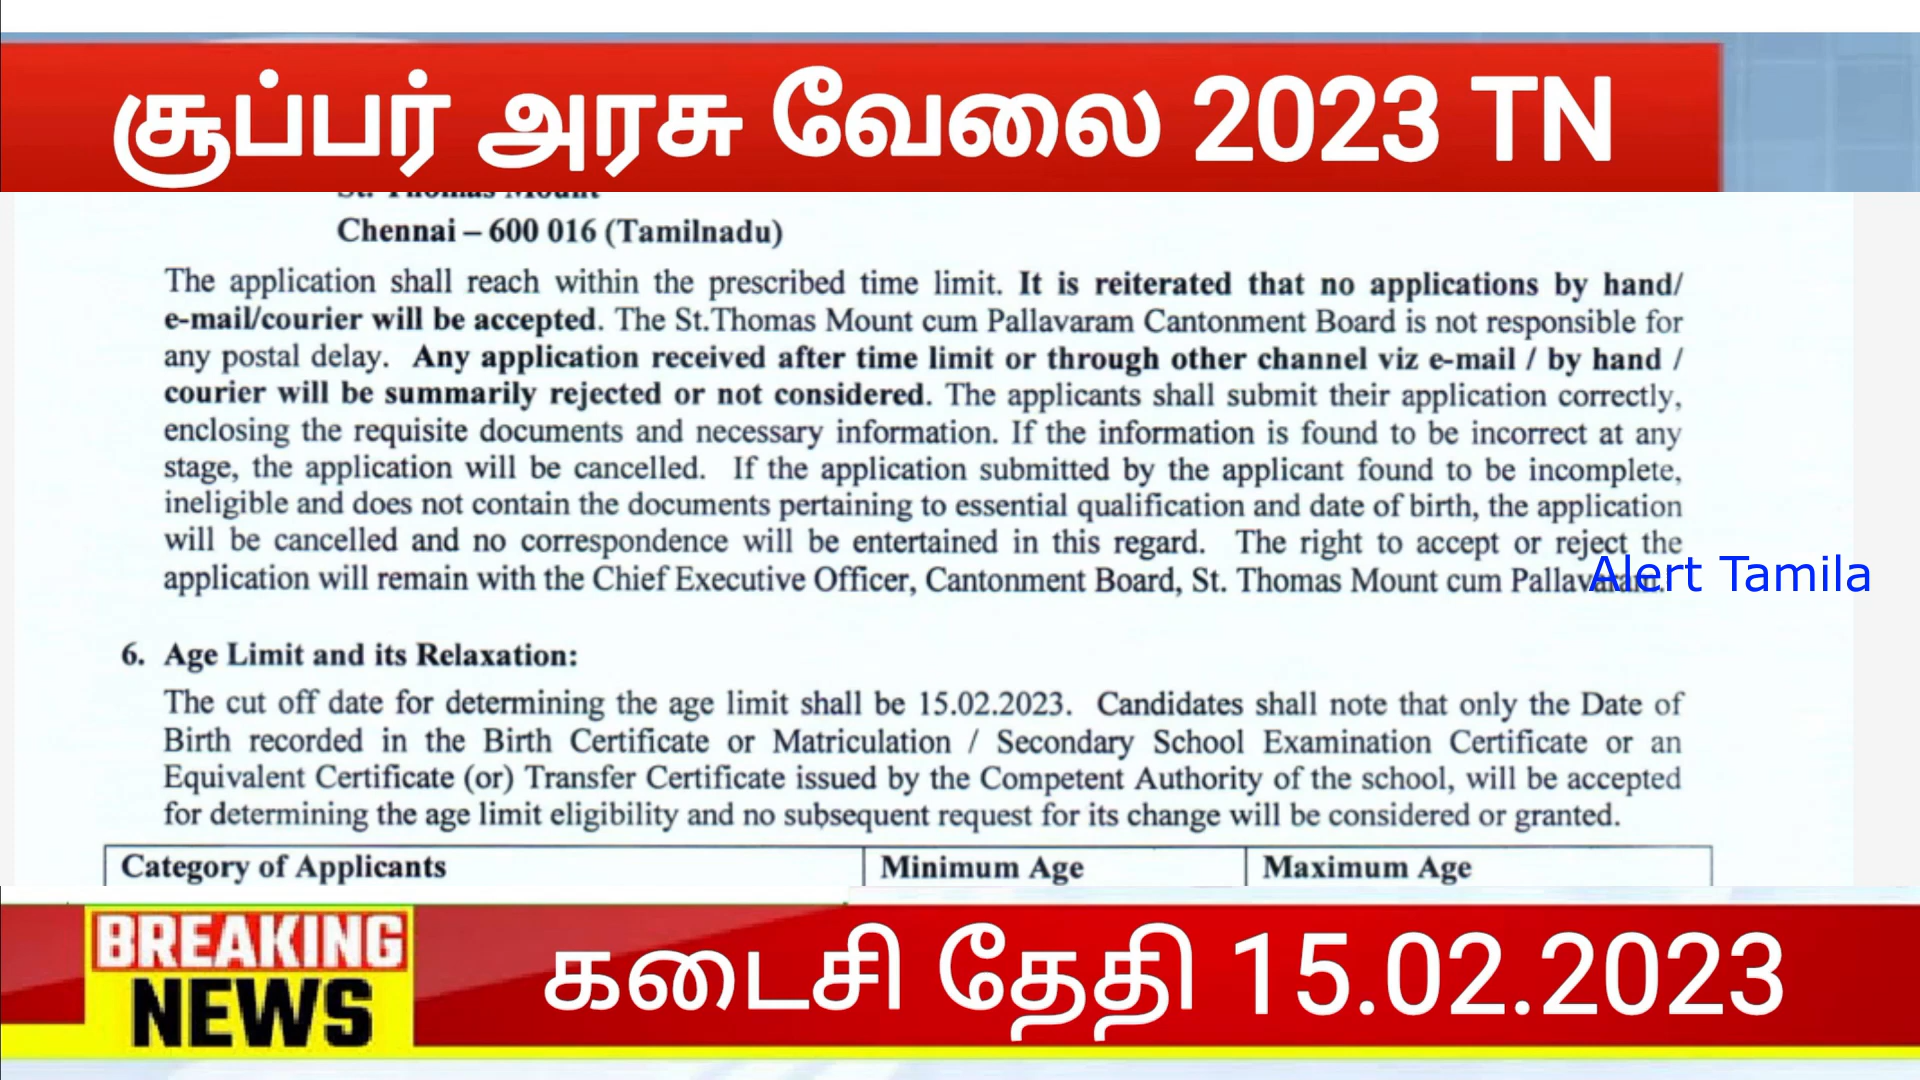 சூப்பர் அரசு வேலை 2023 TN
St. Thomas Mount
Chennai – 600 016 (Tamilnadu)
The application shall reach within the prescribed time limit. It is reiterated that no applications by hand/
e-mail/courier will be accepted. The St.Thomas Mount cum Pallavaram Cantonment Board is not responsible for
any postal delay. Any application received after time limit or through other channel viz e-mail / by hand /
courier will be summarily rejected or not considered. The applicants shall submit their application correctly,
enclosing the requisite documents and necessary information. If the information is found to be incorrect at any
stage, the application will be cancelled. If the application submitted by the applicant found to be incomplete,
ineligible and does not contain the documents pertaining to essential qualification and date of birth, the application
will be cancelled and no correspondence will be entertained in this regard. The right to accept or reject the
application will remain with the Chief Executive Officer, Cantonment Board, St. Thomas Mount cum Pallavaram.
Alert Tamila
6. Age Limit and its Relaxation:
The cut off date for determining the age limit shall be 15.02.2023. Candidates shall note that only the Date of
Birth recorded in the Birth Certificate or Matriculation / Secondary School Examination Certificate or an
Equivalent Certificate (or) Transfer Certificate issued by the Competent Authority of the school, will be accepted
for determining the age limit eligibility and no subsequent request for its change will be considered or granted.
Category of Applicants Minimum Age Maximum Age
BREAKING
NEWS
கடைசி தேதி 15.02.2023